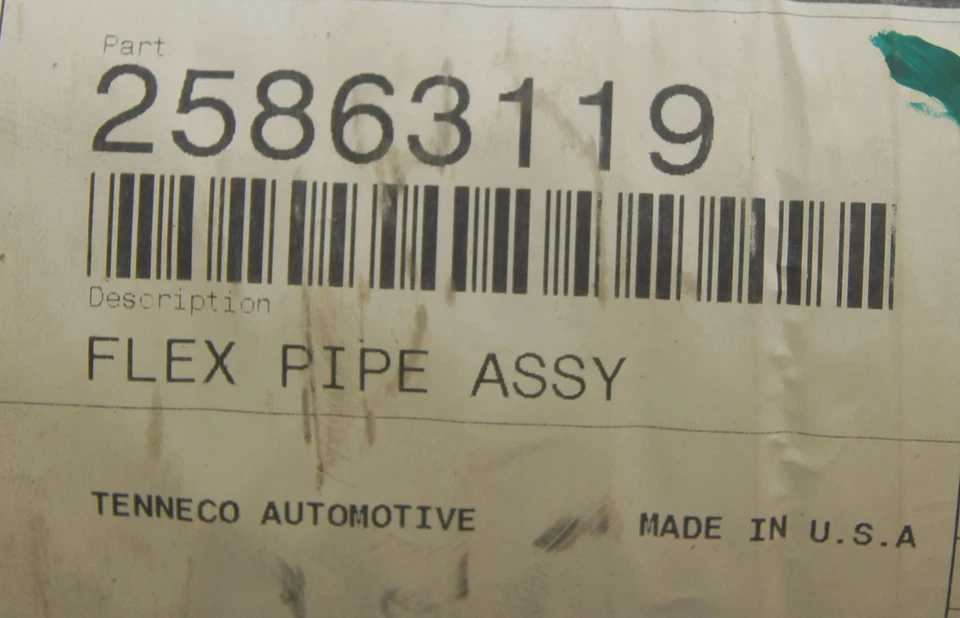 Part
25863119
Description
FLEX PIPE ASSY
TENNECO AUTOMOTIVE MADE IN U.S.A